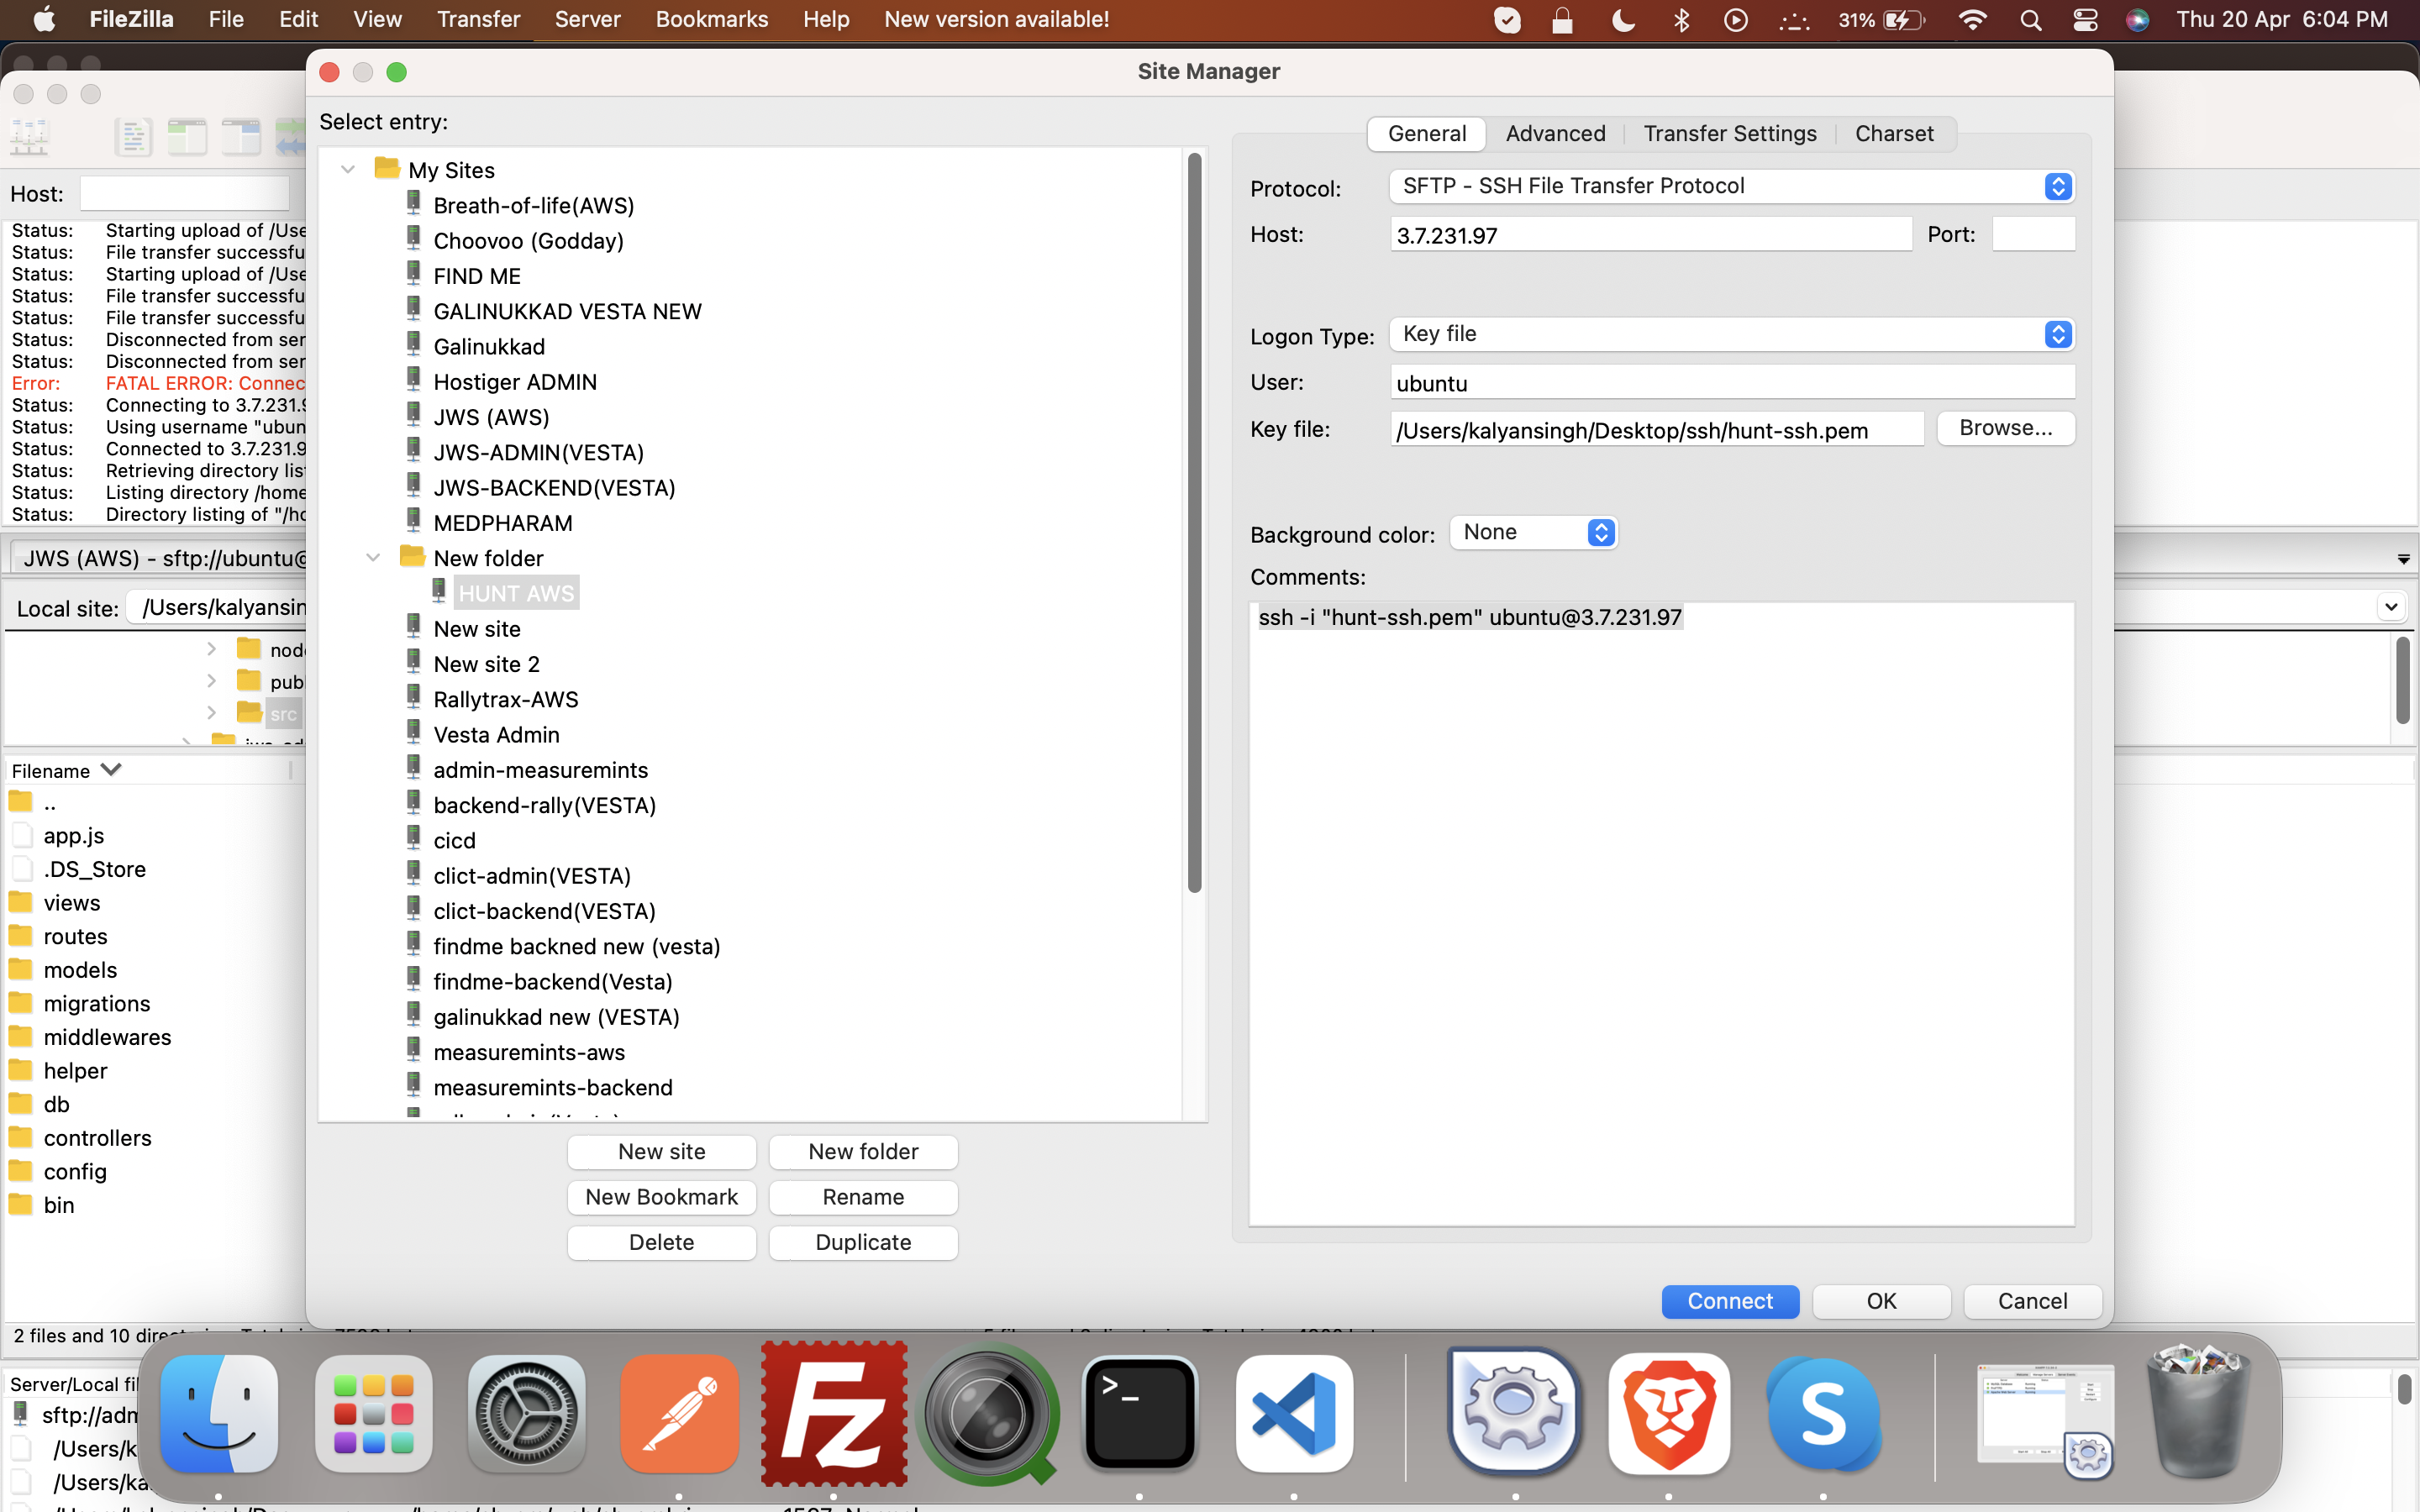 FileZilla File Edit View Transfer Server Bookmarks Help New version available! 31% Thu 20 Apr 6:04 PM
Site Manager
Select entry:
My Sites
Breath-of-life(AWS)
Choovoo (Godday)
FIND ME
GALINUKKAD VESTA NEW
Galinukkad
Hostiger ADMIN
JWS (AWS)
JWS-ADMIN(VESTA)
JWS-BACKEND(VESTA)
MEDPHARAM
New folder
HUNT AWS
New site
New site 2
Rallytrax-AWS
Vesta Admin
admin-measuremints
backend-rally(VESTA)
cicd
clict-admin(VESTA)
clict-backend(VESTA)
findme backned new (vesta)
findme-backend(Vesta)
galinukkad new (VESTA)
measuremints-aws
measuremints-backend
New site New folder
New Bookmark Rename
Delete Duplicate
General Advanced Transfer Settings Charset
Protocol: SFTP - SSH File Transfer Protocol
Host: 3.7.231.97 Port:
Logon Type: Key file
User: ubuntu
Key file: /Users/kalyansingh/Desktop/ssh/hunt-ssh.pem Browse...
Background color: None
Comments:
ssh -i "hunt-ssh.pem" ubuntu@3.7.231.97
Connect OK Cancel
Host:
Status: Starting upload of /Use
Status: File transfer successfu
Status: Starting upload of /Use
Status: File transfer successfu
Status: File transfer successfu
Status: Disconnected from ser
Status: Disconnected from ser
Error: FATAL ERROR: Connec
Status: Connecting to 3.7.231.9
Status: Using username "ubun
Status: Connected to 3.7.231.9
Status: Retrieving directory lis
Status: Listing directory /home
Status: Directory listing of "/ho
JWS (AWS) - sftp://ubuntu@
Local site: /Users/kalyansin
node
pub
src
Filename
..
app.js
.DS_Store
views
routes
models
migrations
middlewares
helper
db
controllers
config
bin
2 files and 10 direct
Server/Local fil
sftp://adm
/Users/k
/Users/ka
Fz
>_
S